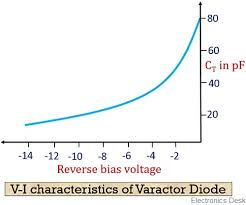 80
60
C_T in pF
40
20
-14 -12 -10 -8 -6 -4 -2
Reverse bias voltage
V-I characteristics of Varactor Diode
Electronics Desk